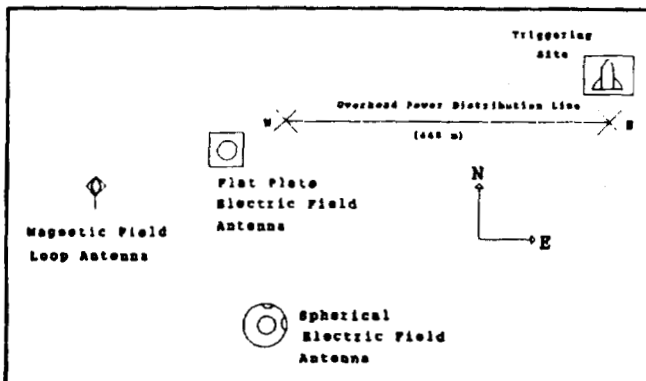 Triggering
Site
Overhead Power Distribution Line
W
E
(448 m)
Flat Plate
Electric Field
Antenna
N
E
Magnetic Field
Loop Antenna
Spherical
Electric Field
Antenna